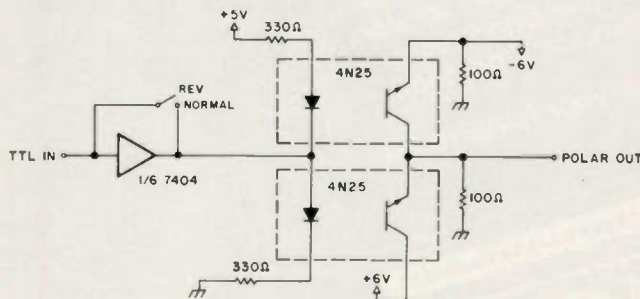 +5V
330Ω
4N25
REV
NORMAL
100Ω
-6V
TTL IN
1/6 7404
POLAR OUT
4N25
100Ω
330Ω
+6V